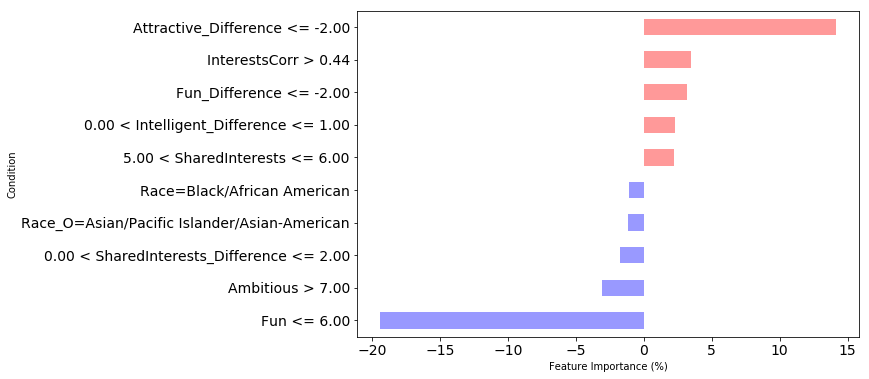 Attractive_Difference <= -2.00
InterestsCorr > 0.44
Fun_Difference <= -2.00
0.00 < Intelligent_Difference <= 1.00
5.00 < SharedInterests <= 6.00
Race=Black/African American
Race_O=Asian/Pacific Islander/Asian-American
0.00 < SharedInterests_Difference <= 2.00
Ambitious > 7.00
Fun <= 6.00
Condition
−20 −15 −10 −5 0 5 10 15
Feature Importance (%)